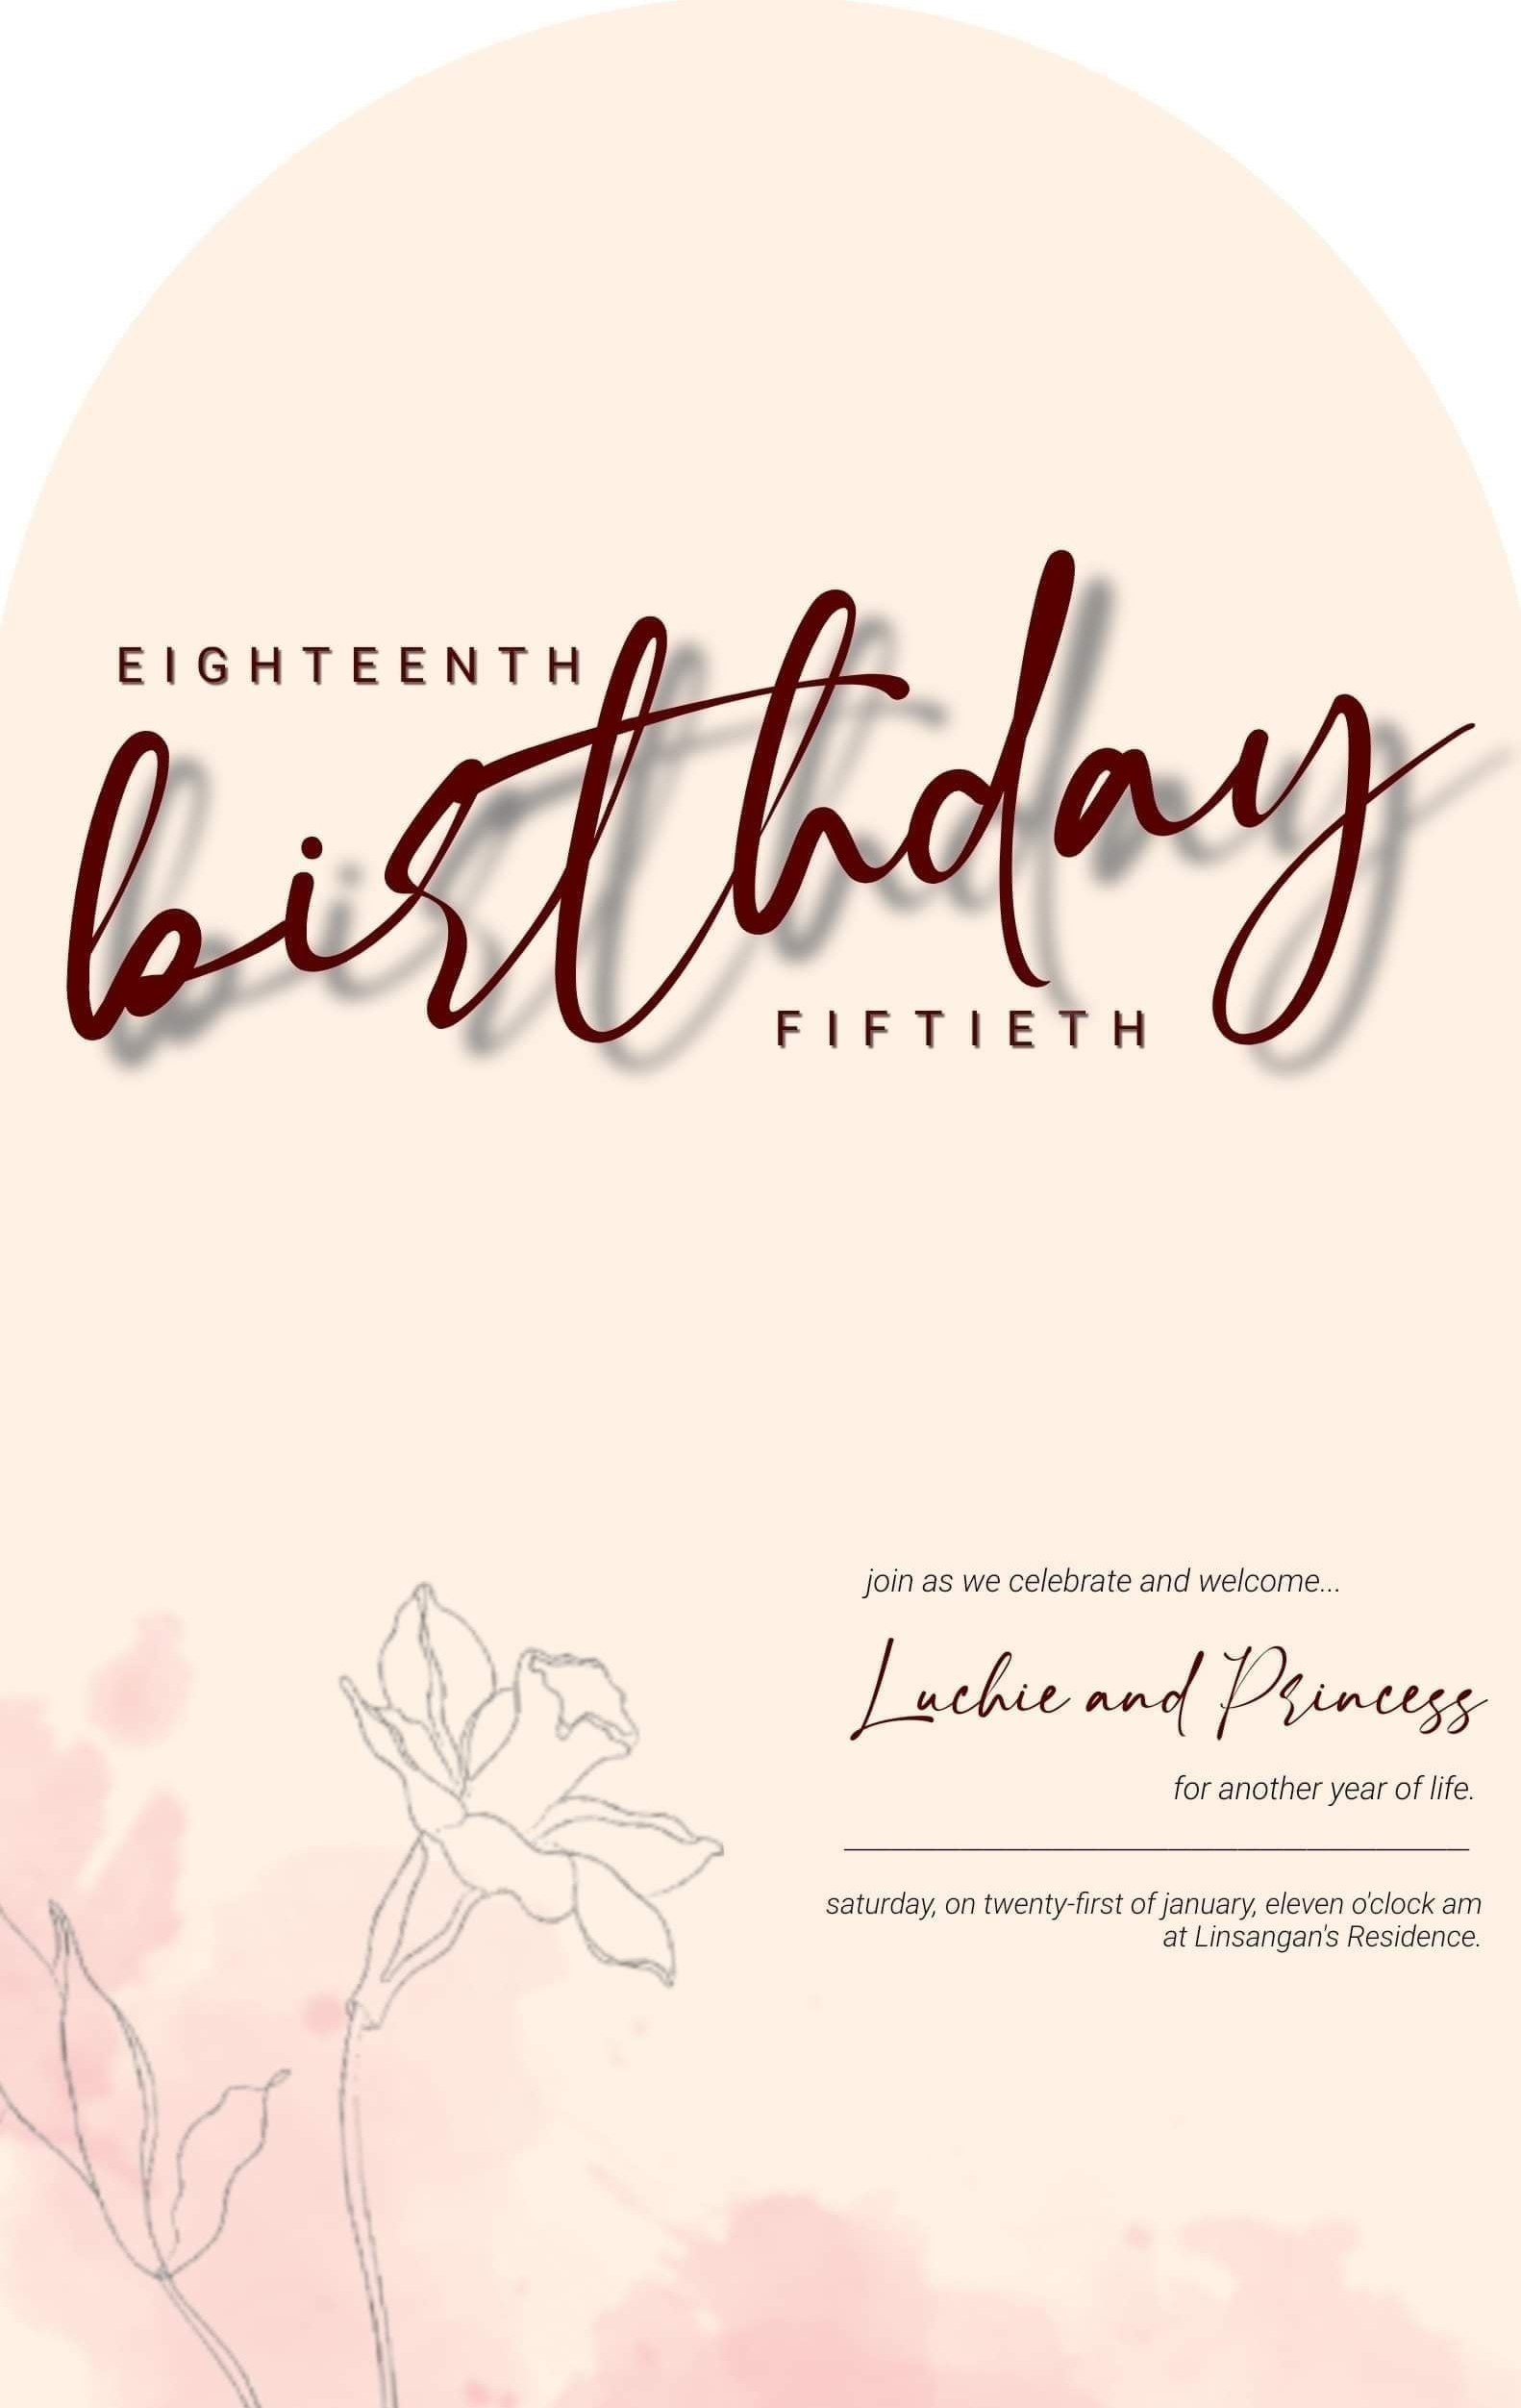 EIGHTEENTH
birthday
FIFTIETH
join as we celebrate and welcome...
Luchie and Princess
for another year of life.
saturday, on twenty-first of january, eleven o'clock am
at Linsangan's Residence.